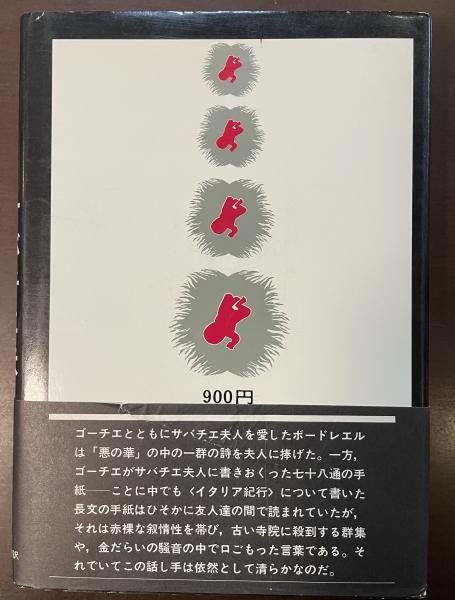 900円
ゴーチエとともにサバチエ夫人を愛したボードレエル
は「悪の華」の中の一群の詩を夫人に捧げた。一方，
ゴーチエがサバチエ夫人に書きおくった七十八通の手
紙——ことに中でも〈イタリア紀行〉について書いた
長文の手紙はひそかに友人達の間で読まれていたが，
それは赤裸な叙情性を帯び，古い寺院に殺到する群集
や，金だらいの騒音の中で口ごもった言葉である。そ
れでいてこの話し手は依然として清らかなのだ。